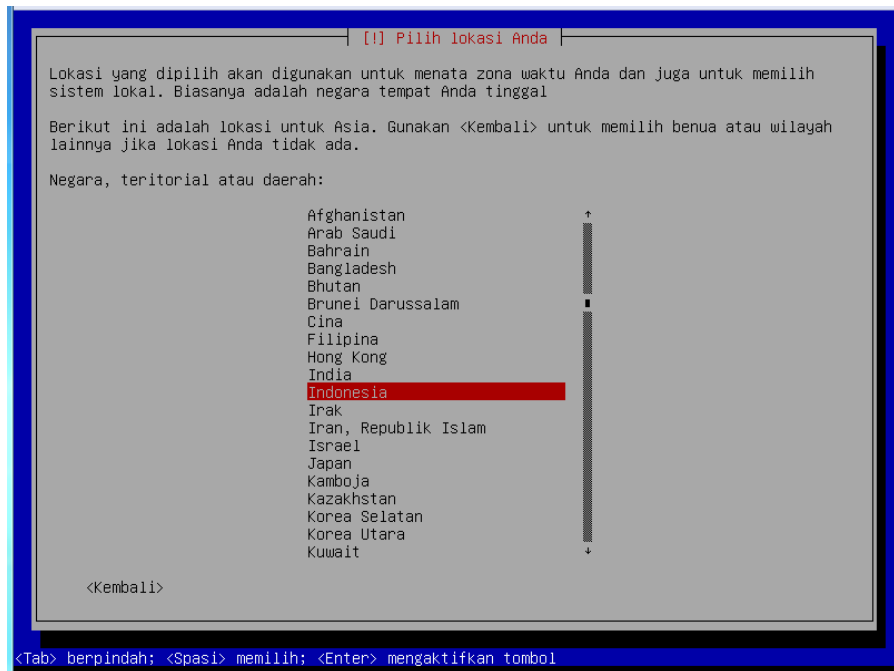 [!] Pilih lokasi Anda
Lokasi yang dipilih akan digunakan untuk menata zona waktu Anda dan juga untuk memilih
sistem lokal. Biasanya adalah negara tempat Anda tinggal
Berikut ini adalah lokasi untuk Asia. Gunakan <Kembali> untuk memilih benua atau wilayah
lainnya jika lokasi Anda tidak ada.
Negara, teritorial atau daerah:
Afghanistan
Arab Saudi
Bahrain
Bangladesh
Bhutan
Brunei Darussalam
Cina
Filipina
Hong Kong
India
Indonesia
Irak
Iran, Republik Islam
Israel
Japan
Kamboja
Kazakhstan
Korea Selatan
Korea Utara
Kuwait
<Kembali>
<Tab> berpindah; <Spasi> memilih; <Enter> mengaktifkan tombol